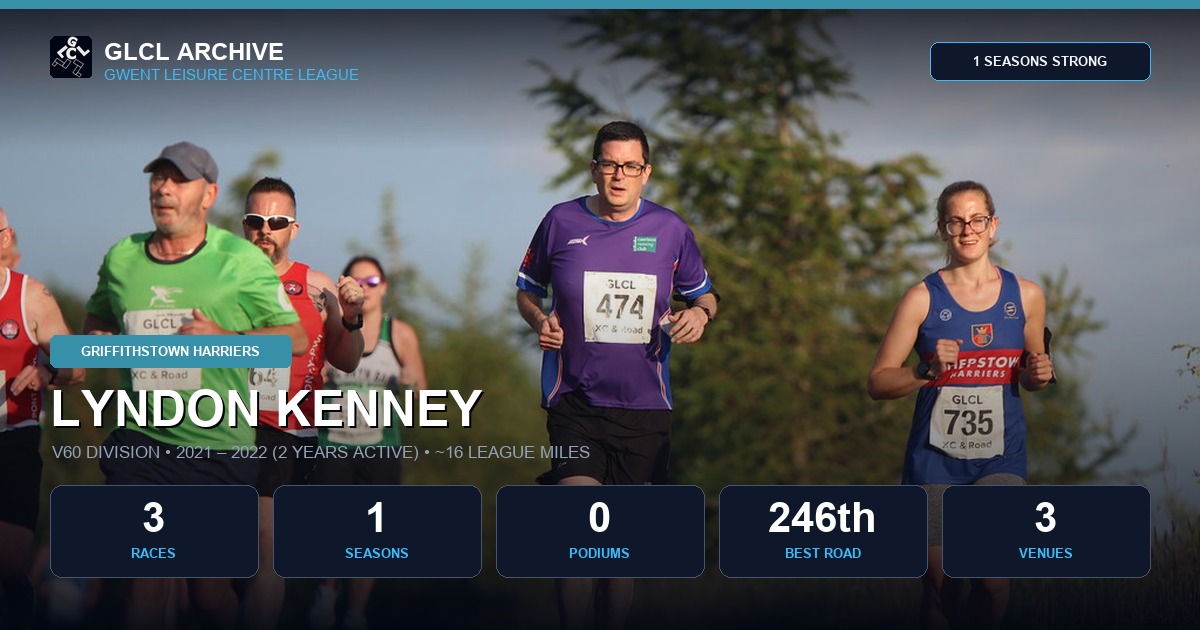 GLCL ARCHIVE
GWENT LEISURE CENTRE LEAGUE
1 SEASONS STRONG
GLCL
474
XC & Road
GLCL
XC & Road
64
HEPSTOW
HARRIERS
GLCL
735
XC & Road
GRIFFITHSTOWN HARRIERS
LYNDON KENNEY
V60 DIVISION • 2021 – 2022 (2 YEARS ACTIVE) • ~16 LEAGUE MILES
3
RACES
1
SEASONS
0
PODIUMS
246th
BEST ROAD
3
VENUES